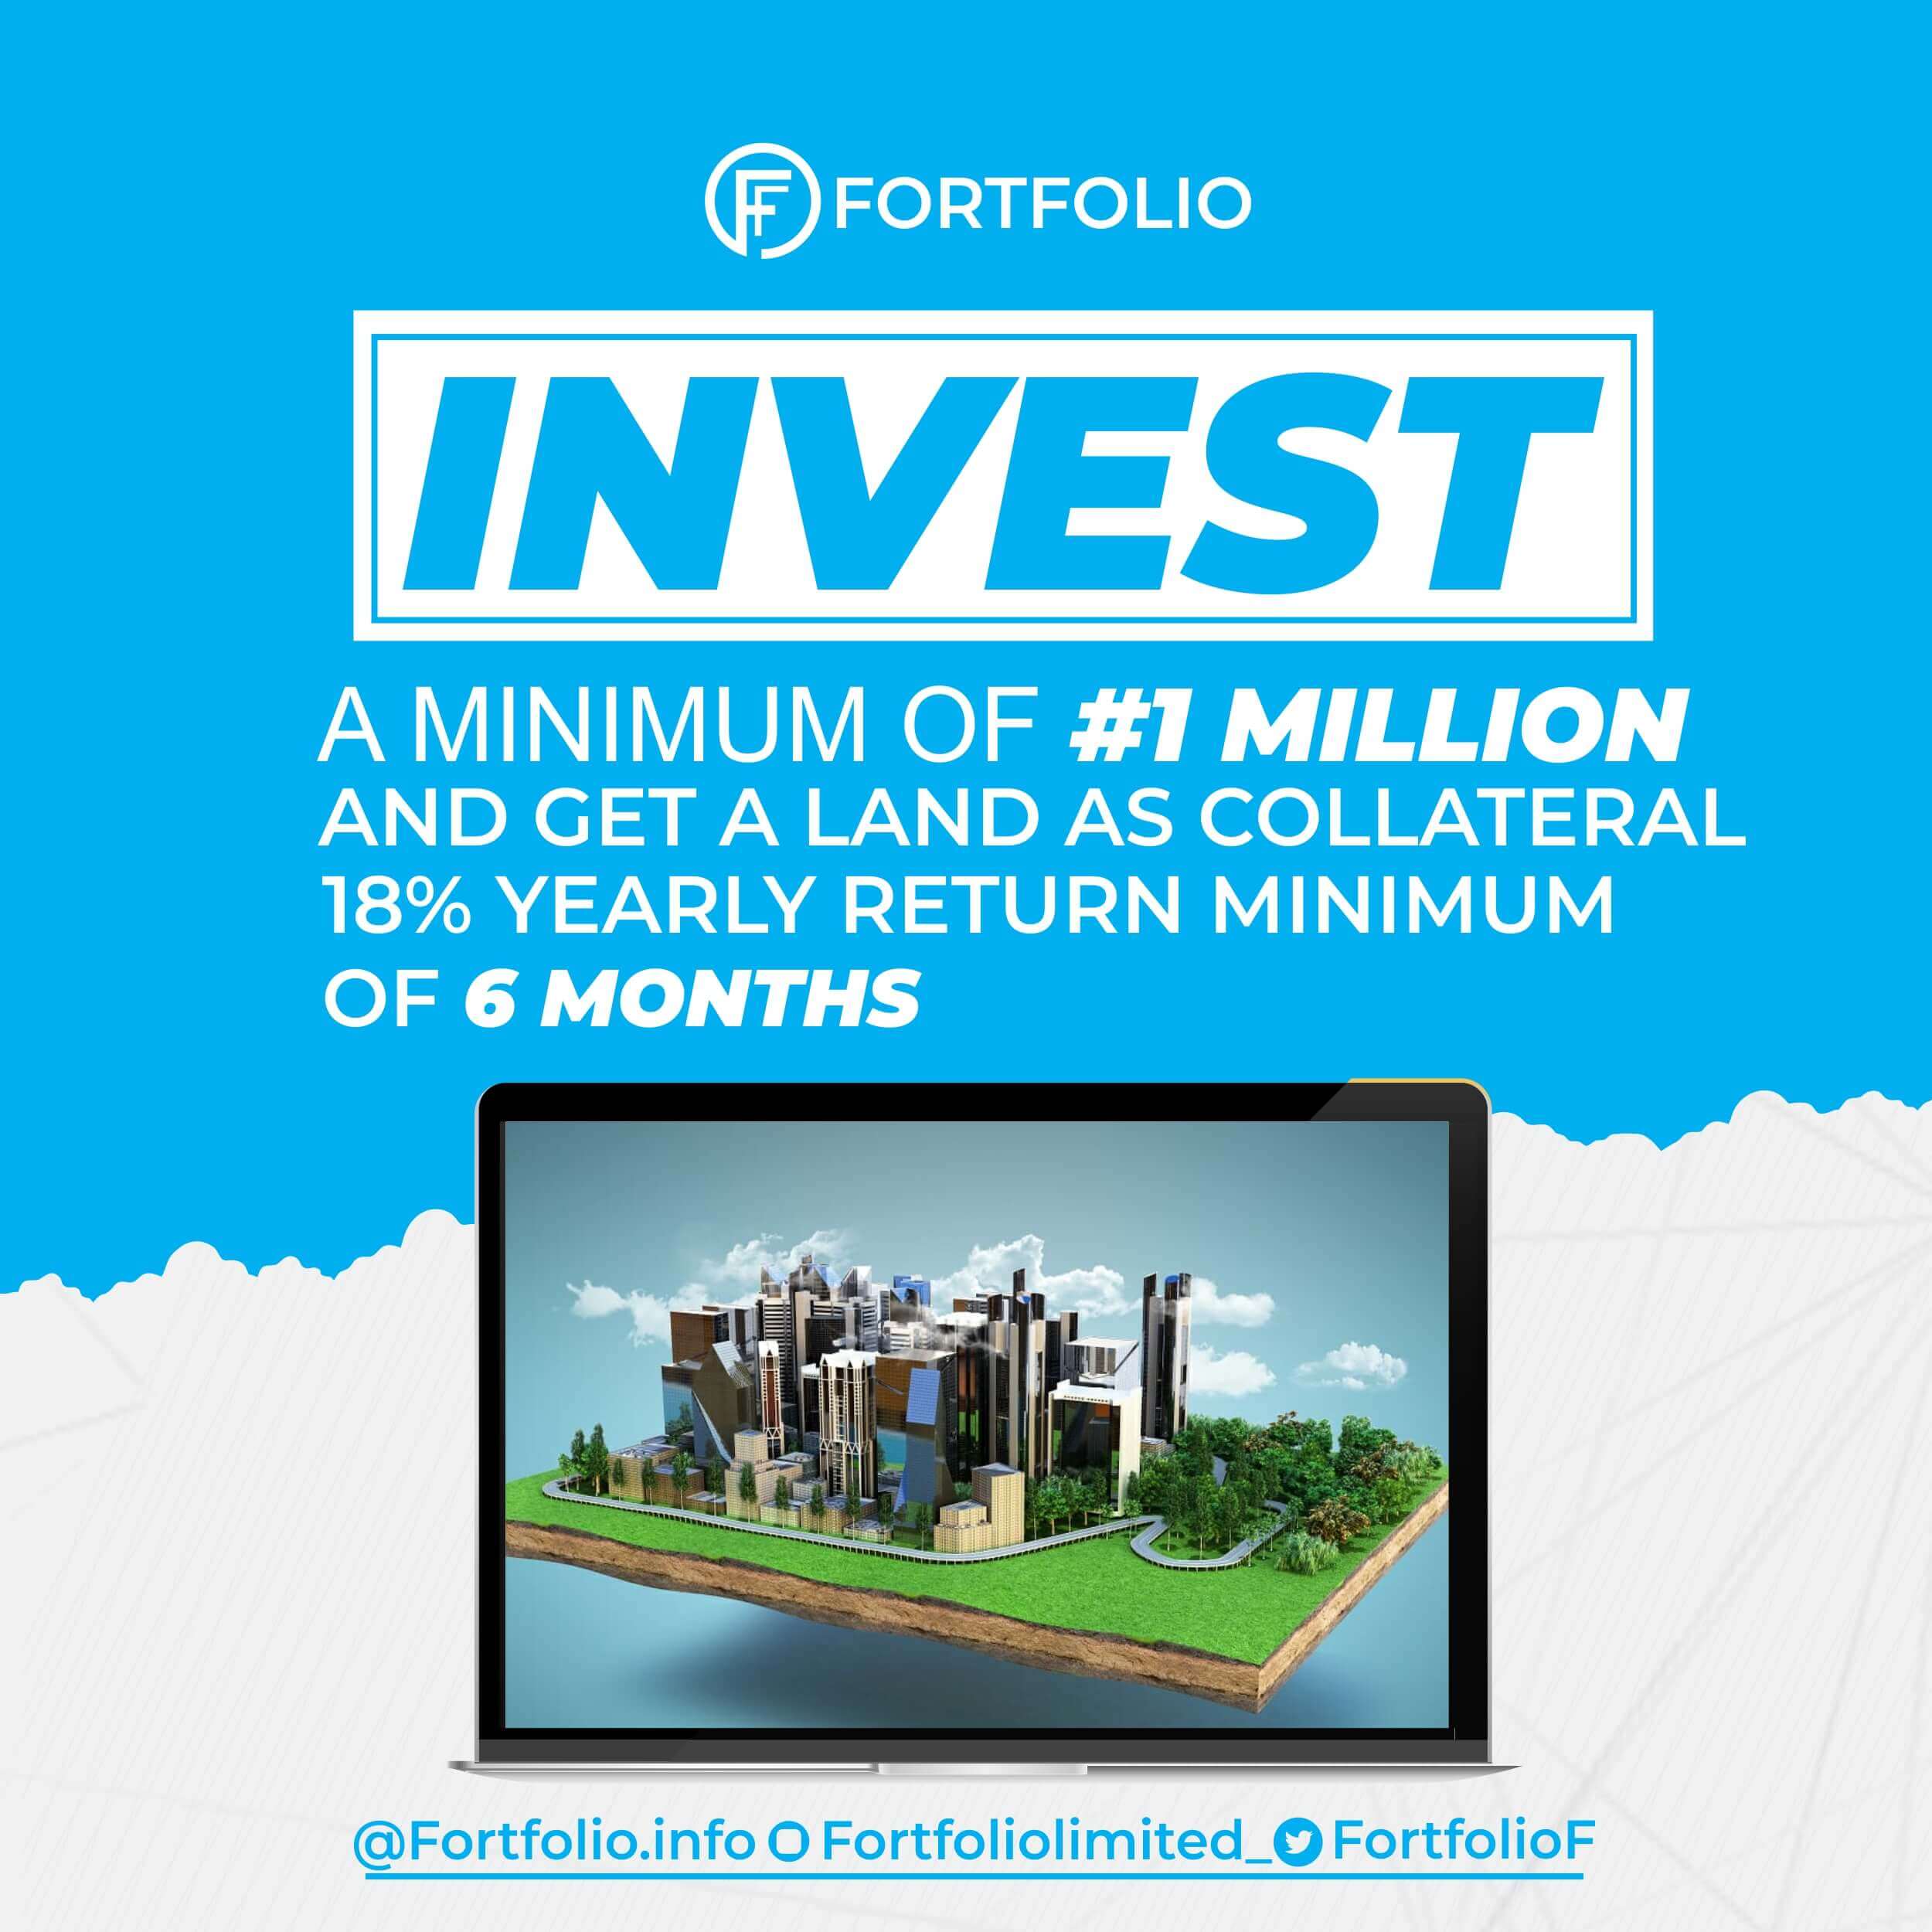 FORTFOLIO
INVEST
A MINIMUM OF #1 MILLION
AND GET A LAND AS COLLATERAL
18% YEARLY RETURN MINIMUM
OF 6 MONTHS
@Fortfolio.info Fortfoliolimited_ FortfolioF